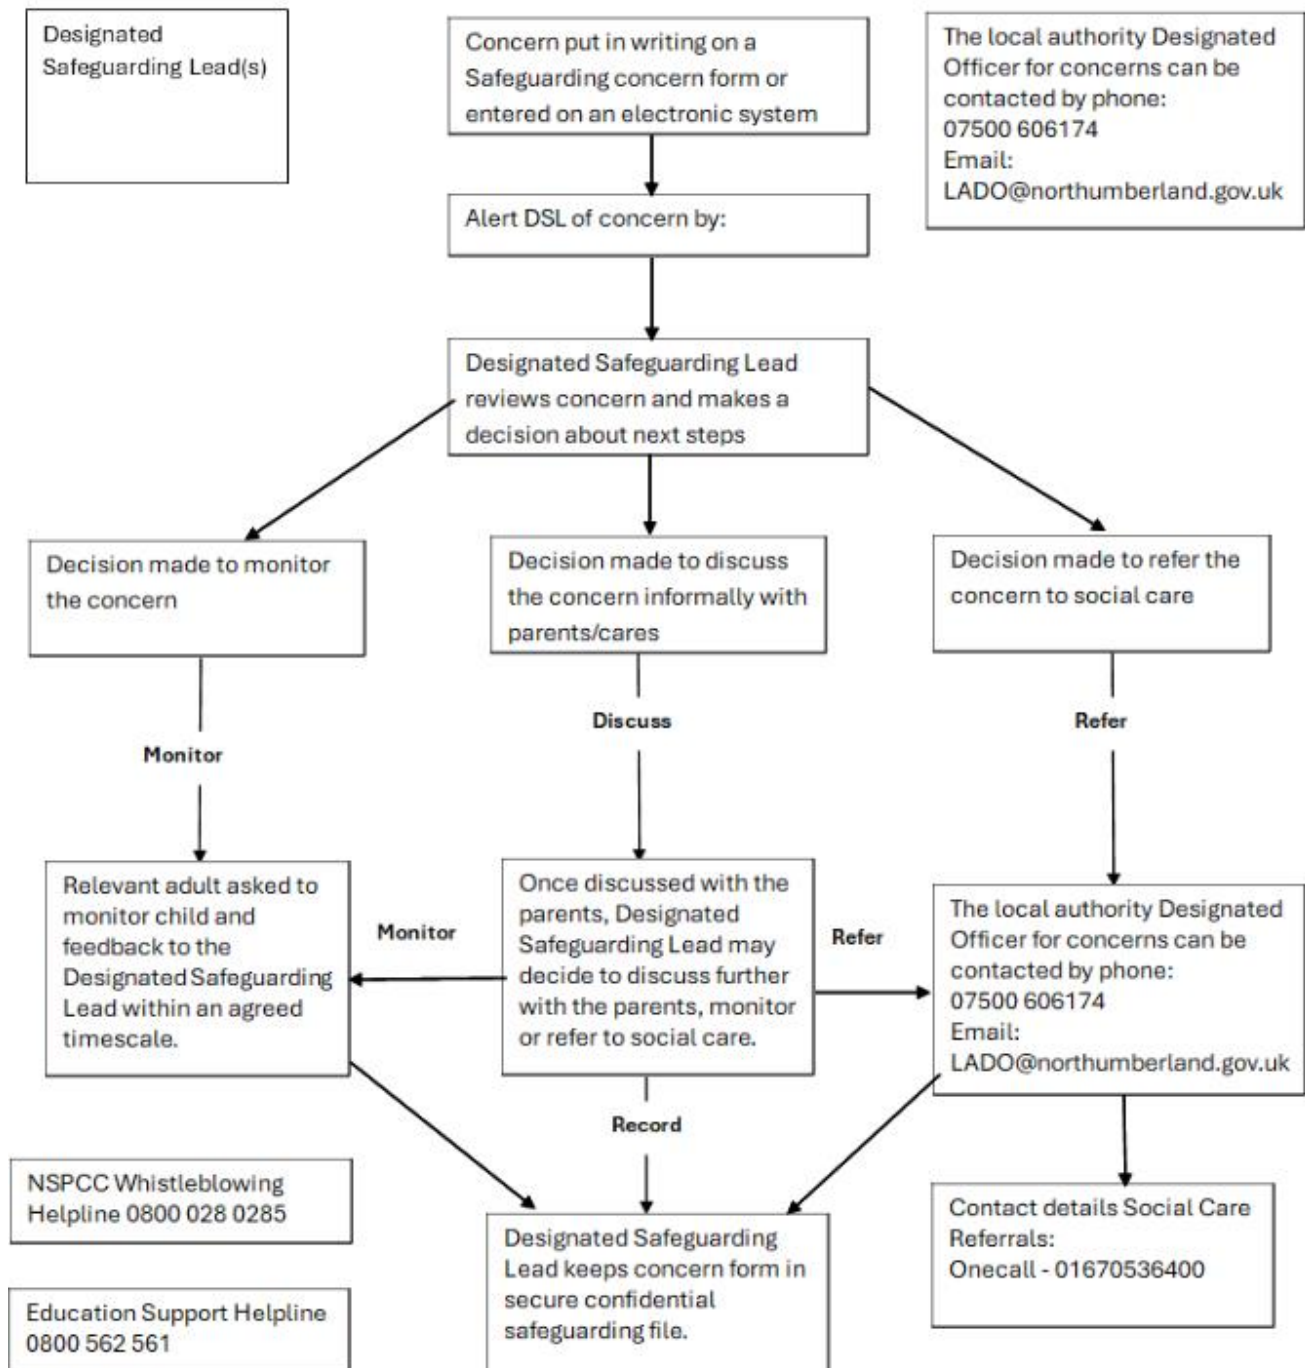 Designated
Safeguarding Lead(s)
Concern put in writing on a
Safeguarding concern form or
entered on an electronic system
The local authority Designated
Officer for concerns can be
contacted by phone:
07500 606174
Email:
LADO@northumberland.gov.uk
Alert DSL of concern by:
Designated Safeguarding Lead
reviews concern and makes a
decision about next steps
Decision made to monitor
the concern
Decision made to discuss
the concern informally with
parents/cares
Decision made to refer the
concern to social care
Monitor
Discuss
Refer
Relevant adult asked to
monitor child and
feedback to the
Designated Safeguarding
Lead within an agreed
timescale.
Monitor
Once discussed with the
parents, Designated
Safeguarding Lead may
decide to discuss further
with the parents, monitor
or refer to social care.
Refer
The local authority Designated
Officer for concerns can be
contacted by phone:
07500 606174
Email:
LADO@northumberland.gov.uk
Record
NSPCC Whistleblowing
Helpline 0800 028 0285
Education Support Helpline
0800 562 561
Designated Safeguarding
Lead keeps concern form in
secure confidential
safeguarding file.
Contact details Social Care
Referrals:
Onecall - 01670536400